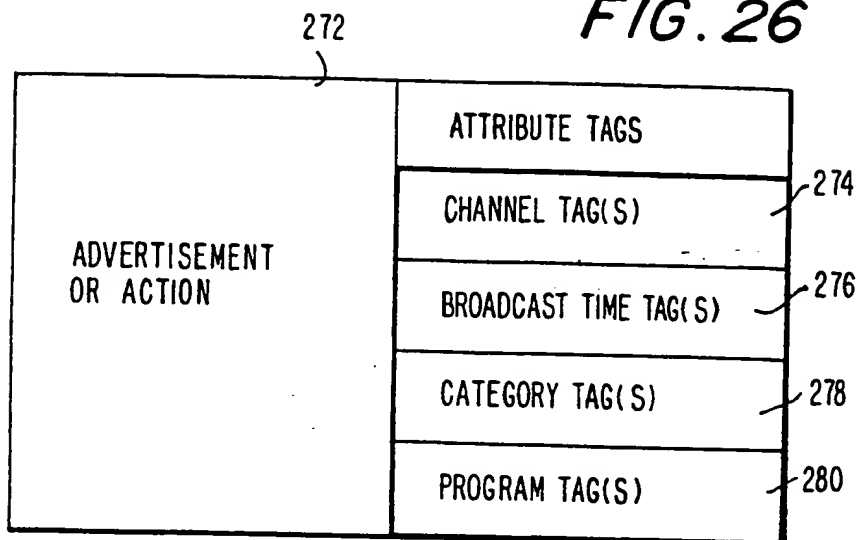 FIG. 26
272
ATTRIBUTE TAGS
CHANNEL TAG(S)
274
ADVERTISEMENT
OR ACTION
BROADCAST TIME TAG(S)
276
CATEGORY TAG(S)
278
PROGRAM TAG(S)
280